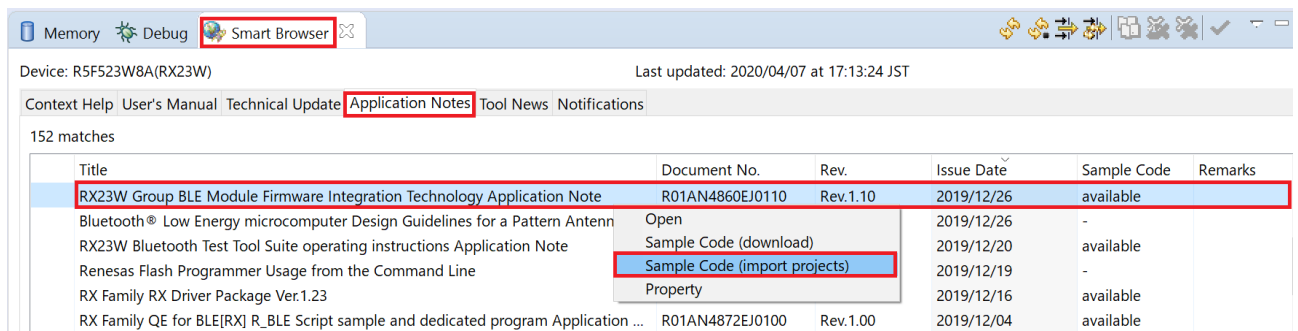 Memory Debug Smart Browser
Device: R5F523W8A(RX23W) Last updated: 2020/04/07 at 17:13:24 JST
Context Help User's Manual Technical Update Application Notes Tool News Notifications
152 matches
Title Document No. Rev. Issue Date Sample Code Remarks
RX23W Group BLE Module Firmware Integration Technology Application Note R01AN4860EJ0110 Rev.1.10 2019/12/26 available
Bluetooth® Low Energy microcomputer Design Guidelines for a Pattern Antenn Open 2019/12/26 -
RX23W Bluetooth Test Tool Suite operating instructions Application Note Sample Code (download) 2019/12/20 available
Renesas Flash Programmer Usage from the Command Line Sample Code (import projects) 2019/12/19 -
RX Family RX Driver Package Ver.1.23 Property 2019/12/16 available
RX Family QE for BLE[RX] R_BLE Script sample and dedicated program Application ... R01AN4872EJ0100 Rev.1.00 2019/12/04 available